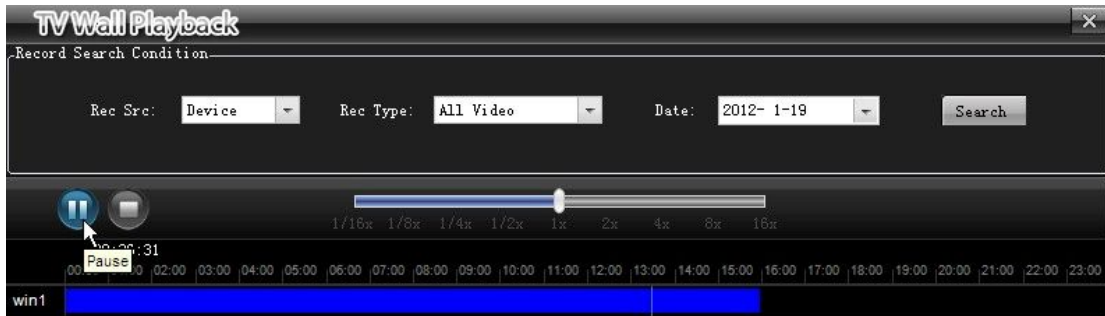 TV Wall Playback
Record Search Condition
Rec Src: Device Rec Type: All Video Date: 2012- 1-19 Search
1/16x 1/8x 1/4x 1/2x 1x 2x 4x 8x 16x
:31
Pause
02:00 03:00 04:00 05:00 06:00 07:00 08:00 09:00 10:00 11:00 12:00 13:00 14:00 15:00 16:00 17:00 18:00 19:00 20:00 21:00 22:00 23:00
win1